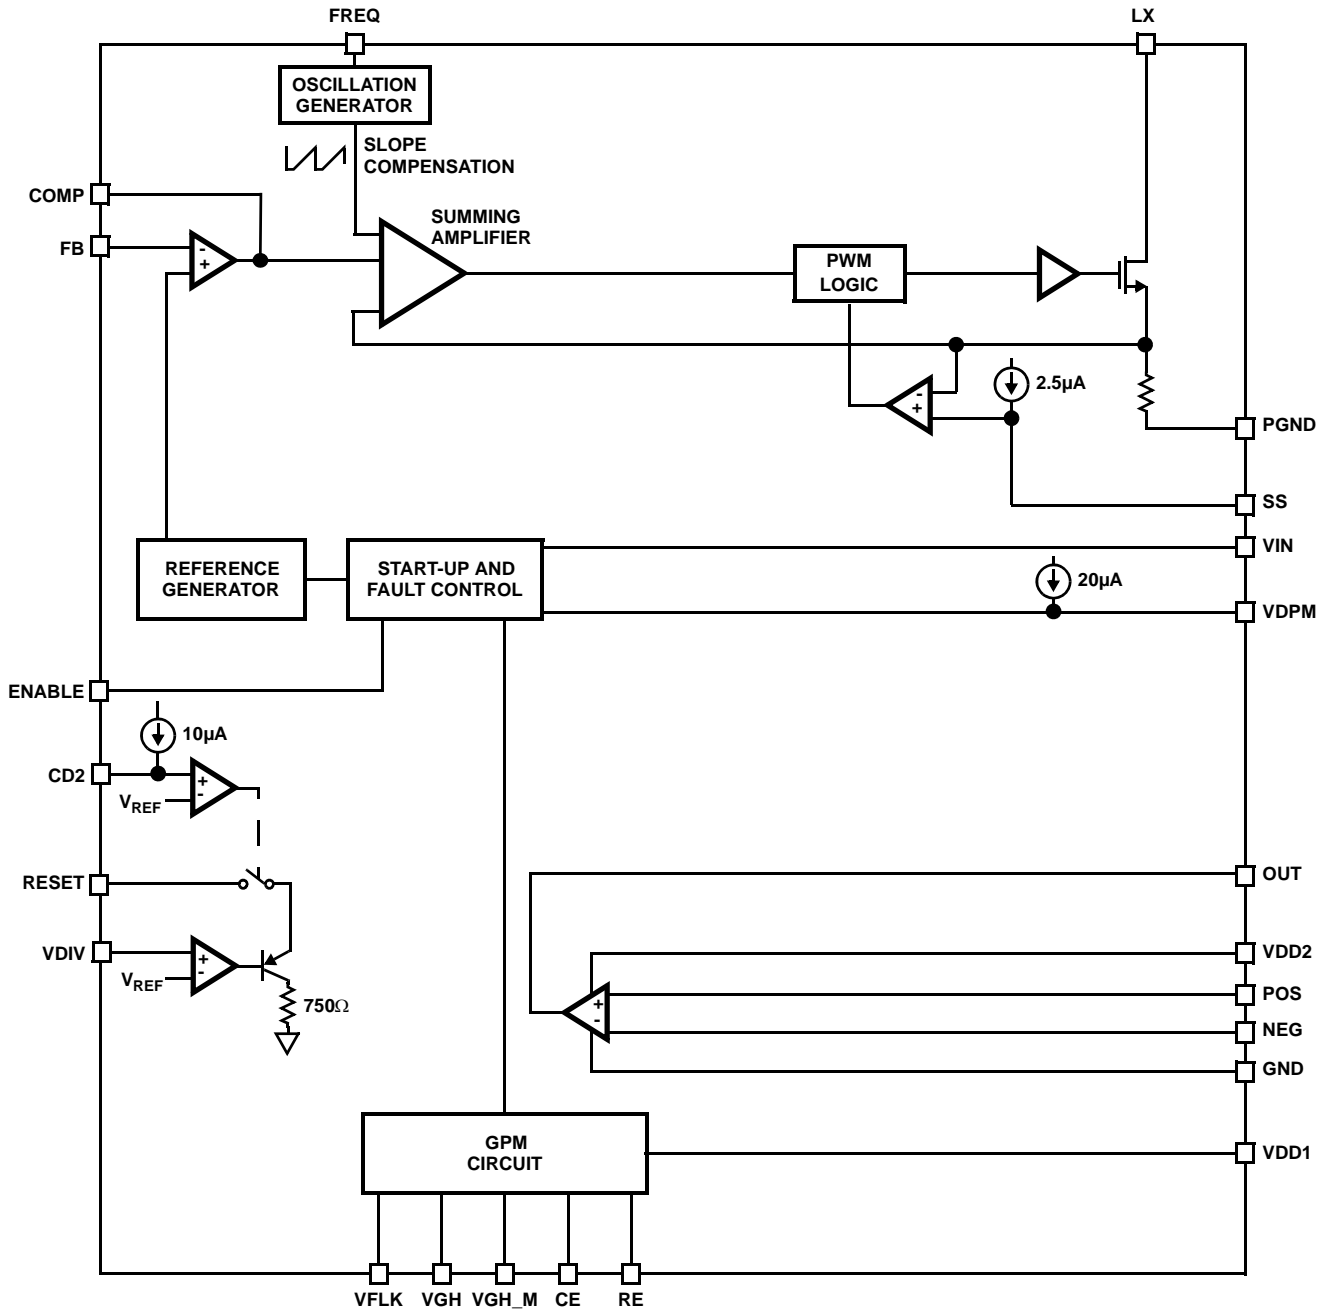 FREQ
LX
OSCILLATION
GENERATOR
SLOPE
COMPENSATION
COMP
FB
-
+
SUMMING
AMPLIFIER
PWM
LOGIC
2.5µA
-
+
PGND
SS
REFERENCE
GENERATOR
START-UP AND
FAULT CONTROL
VIN
20µA
VDPM
ENABLE
10µA
CD2
+
-
VREF
RESET
OUT
VDIV
+
-
VREF
750Ω
VDD2
POS
+
-
NEG
GND
GPM
CIRCUIT
VDD1
VFLK
VGH
VGH_M
CE
RE